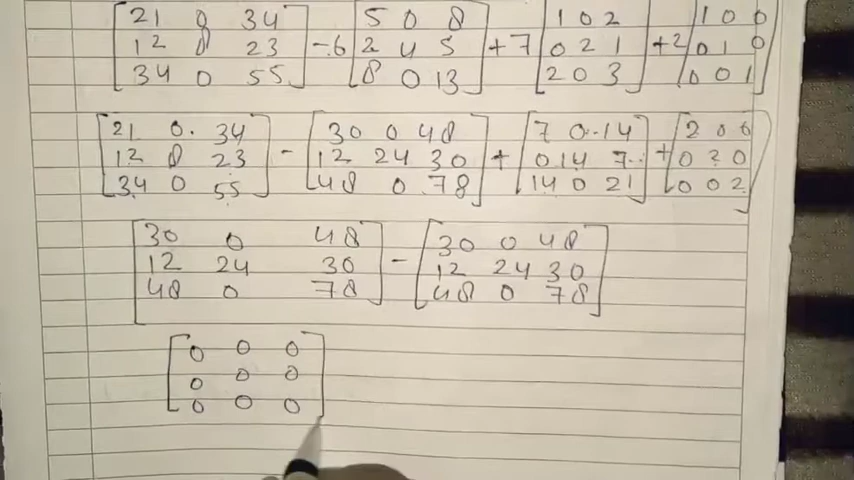 21 0 34 5 0 8 1 0 2 1 0 0
12 8 23 -6 2 4 5 +7 0 2 1 +2 0 1 0
34 0 55 8 0 13 2 0 3 0 0 1
21 0. 34 30 0 48 7 0 14 2 0 0
12 8 23 - 12 24 30 + 0 14 7 + 0 2 0
34 0 55 48 0 78 14 0 21 0 0 2
30 0 48 30 0 48
12 24 30 - 12 24 30
48 0 78 48 0 78
0 0 0
0 0 0
0 0 0